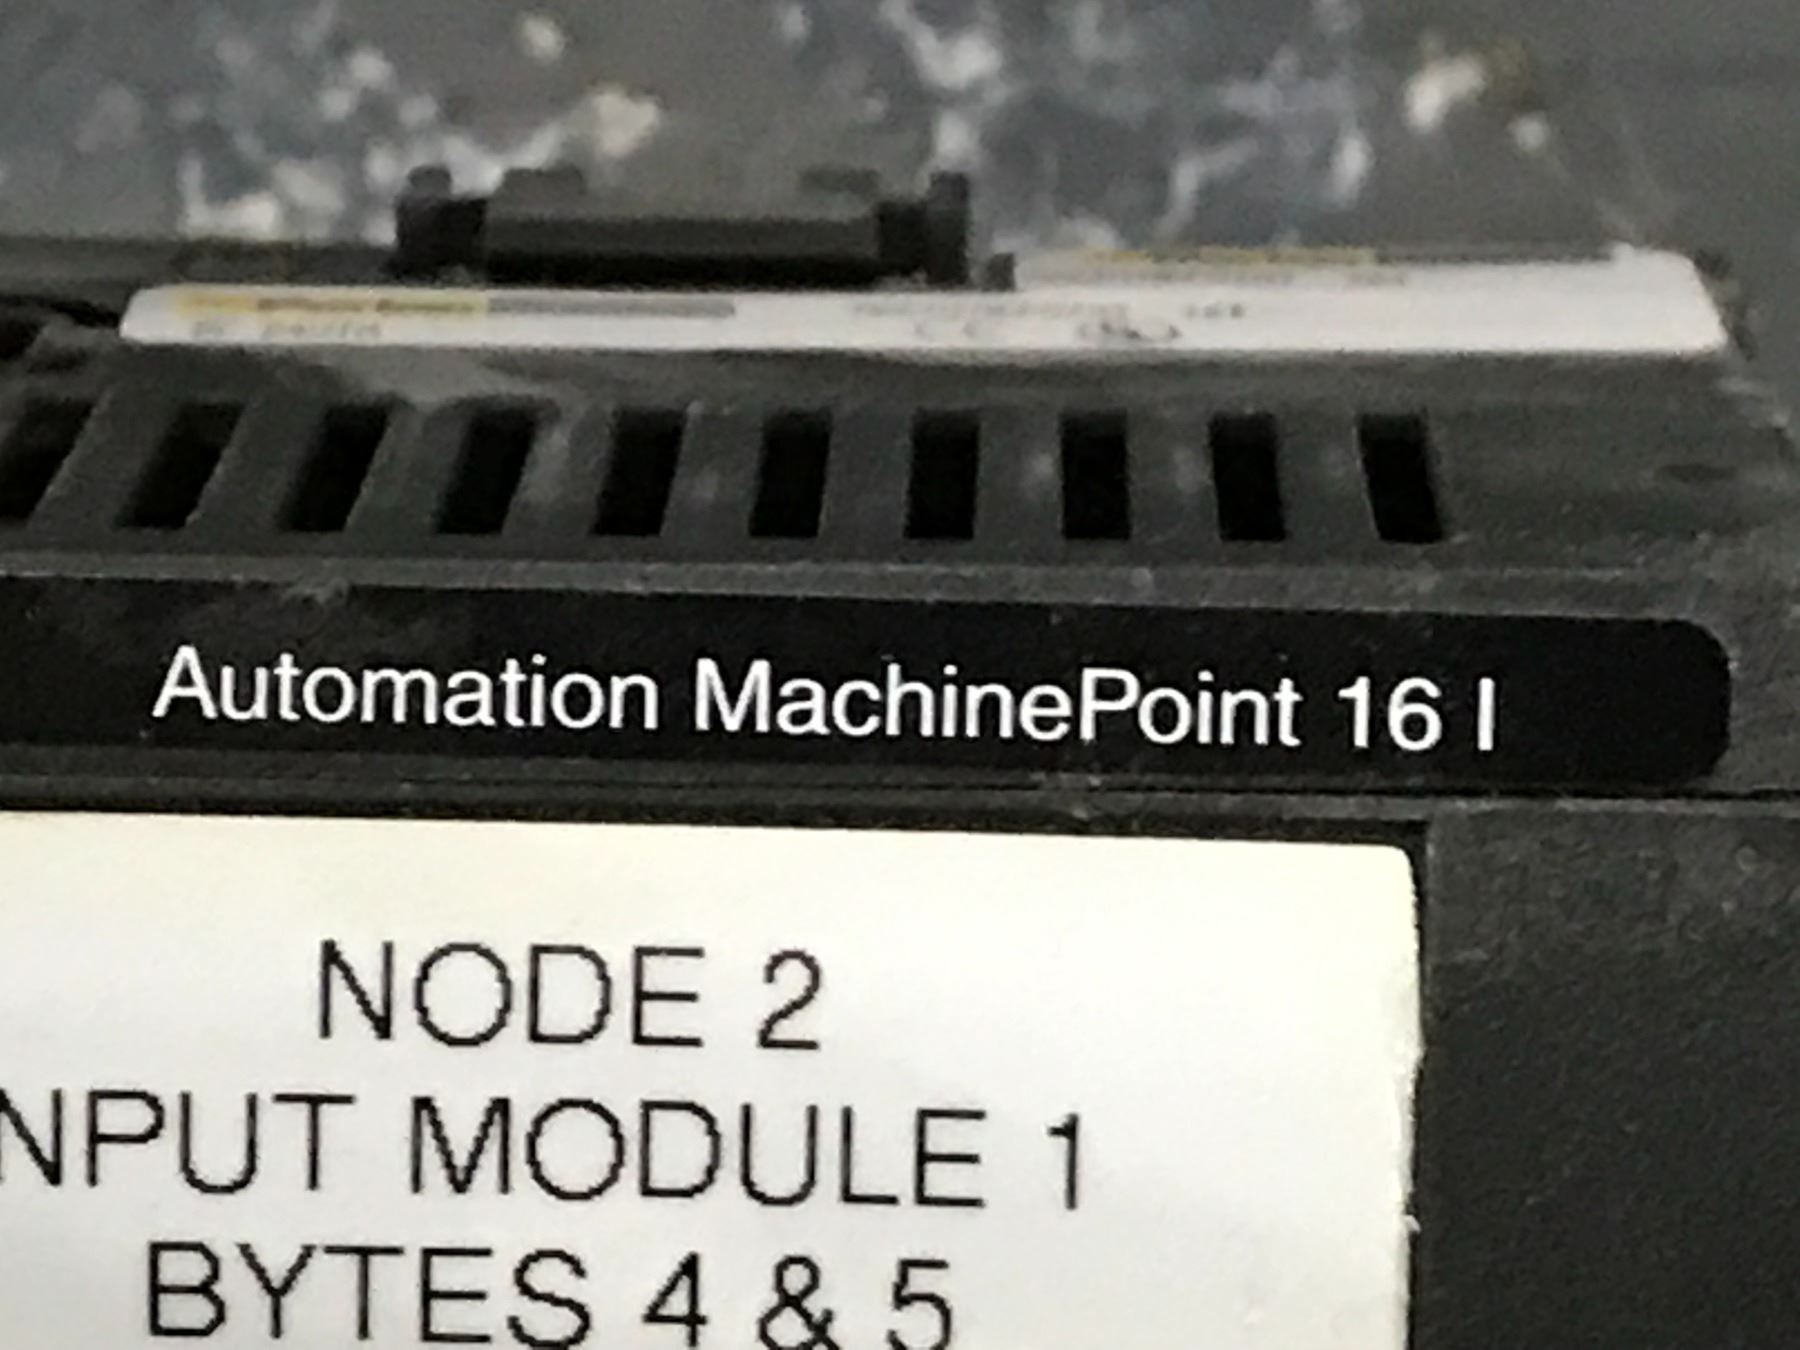 Automation MachinePoint 16 I
NODE 2
NPUT MODULE 1
BYTES 4 & 5